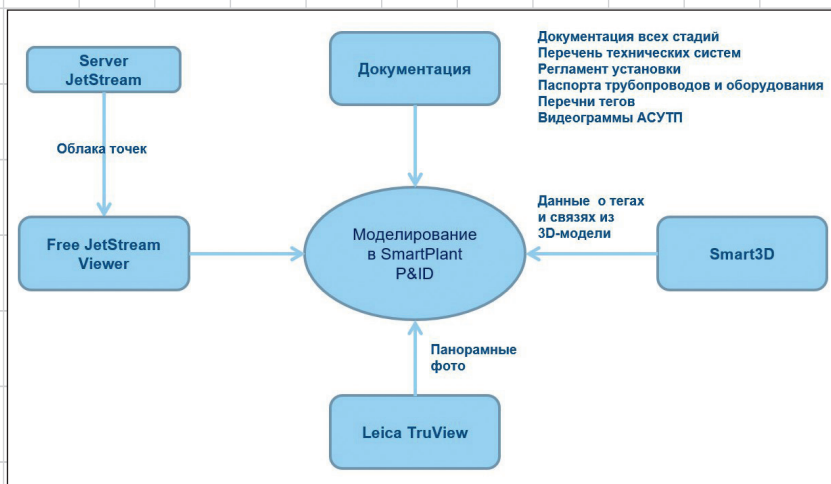 Server
JetStream
Документация
Документация всех стадий
Перечень технических систем
Регламент установки
Паспорта трубопроводов и оборудования
Перечни тегов
Видеограммы АСУТП
Облака точек
Free JetStream
Viewer
Моделирование
в SmartPlant
P&ID
Данные о тегах
и связях из
3D-модели
Smart3D
Панорамные
фото
Leica TruView